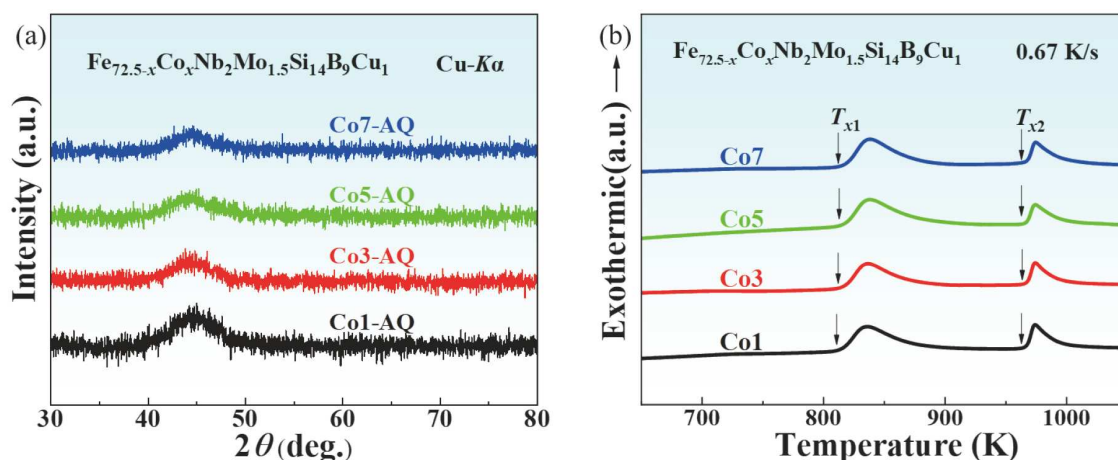 (a)
Fe72.5-xCoxNb2Mo1.5Si14B9Cu1 Cu-Kα
Co7-AQ
Co5-AQ
Co3-AQ
Co1-AQ
Intensity (a.u.)
30 40 50 60 70 80
2θ (deg.)
(b)
Fe72.5-xCoxNb2Mo1.5Si14B9Cu1 0.67 K/s
Tx1 Tx2
Co7
Co5
Co3
Co1
Exothermic(a.u.)
700 800 900 1000
Temperature (K)